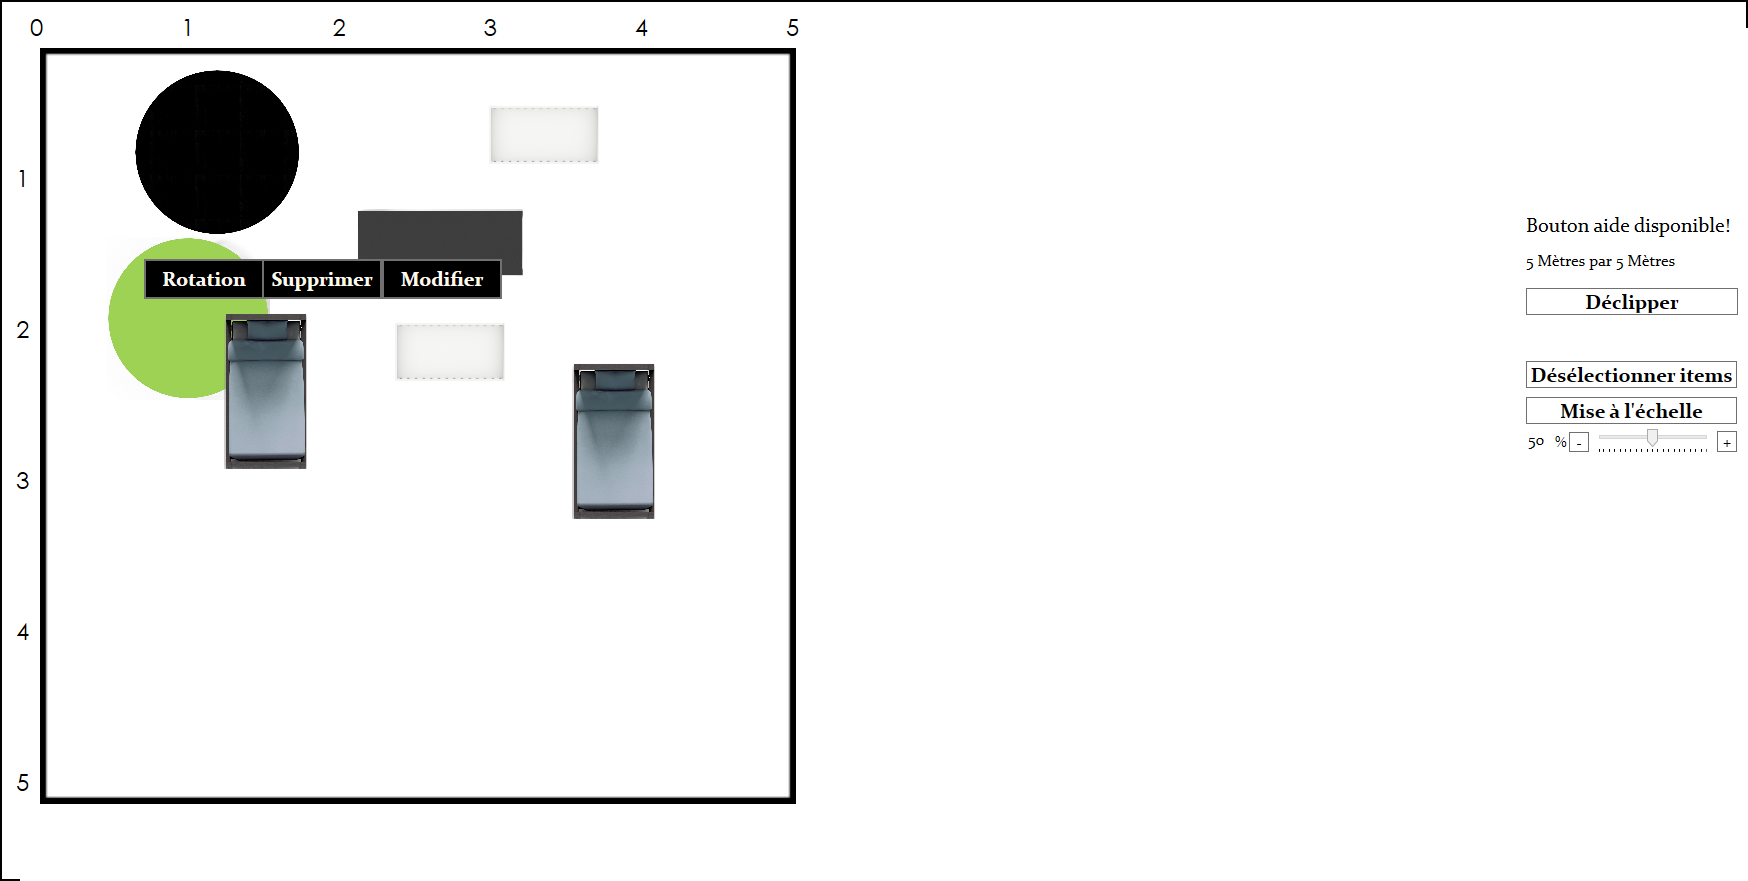 0 1 2 3 4 5
1
Bouton aide disponible!
5 Mètres par 5 Mètres
Rotation Supprimer Modifier
Déclipper
2
Désélectionner items
Mise à l'échelle
50 % - +
3
4
5